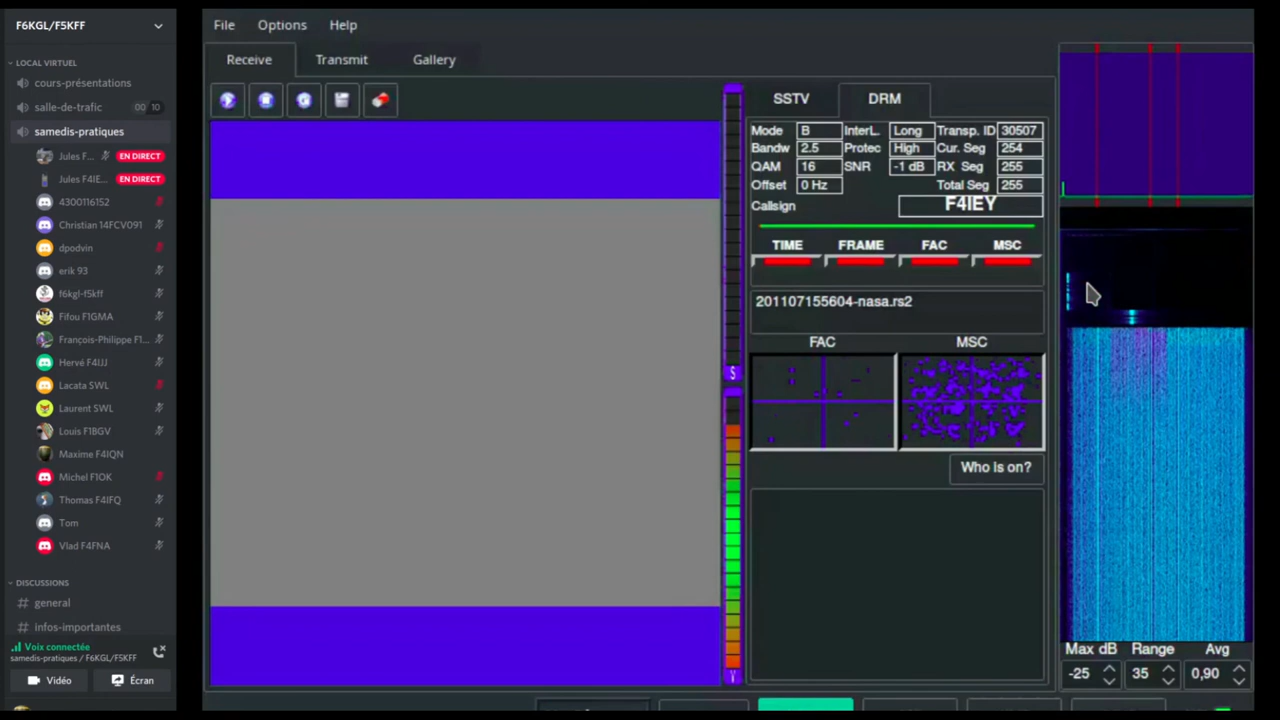 F6KGL/F5KFF
LOCAL VIRTUEL
cours-présentations
salle-de-trafic 00 10
samedis-pratiques
Jules F... EN DIRECT
Jules F4IE... EN DIRECT
4300116152
Christian 14FCV091
dpodvin
erik 93
f6kgl-f5kff
Fifou F1GMA
François-Philippe F1...
Hervé F4IJJ
Lacata SWL
Laurent SWL
Louis F1BGV
Maxime F4IQN
Michel F1OK
Thomas F4IFQ
Tom
Vlad F4FNA
DISCUSSIONS
# general
# infos-importantes
Voix connectée
samedis-pratiques / F6KGL/F5KFF
Vidéo Écran
File Options Help
Receive Transmit Gallery
SSTV DRM
Mode B InterL. Long Transp. ID 30507
Bandw 2.5 Protec High Cur. Seg 254
QAM 16 SNR -1 dB RX Seg 255
Offset 0 Hz Total Seg 255
Callsign F4IEY
TIME FRAME FAC MSC
201107155604-nasa.rs2
FAC MSC
Who is on?
S
V
Max dB Range Avg
-25 35 0,90